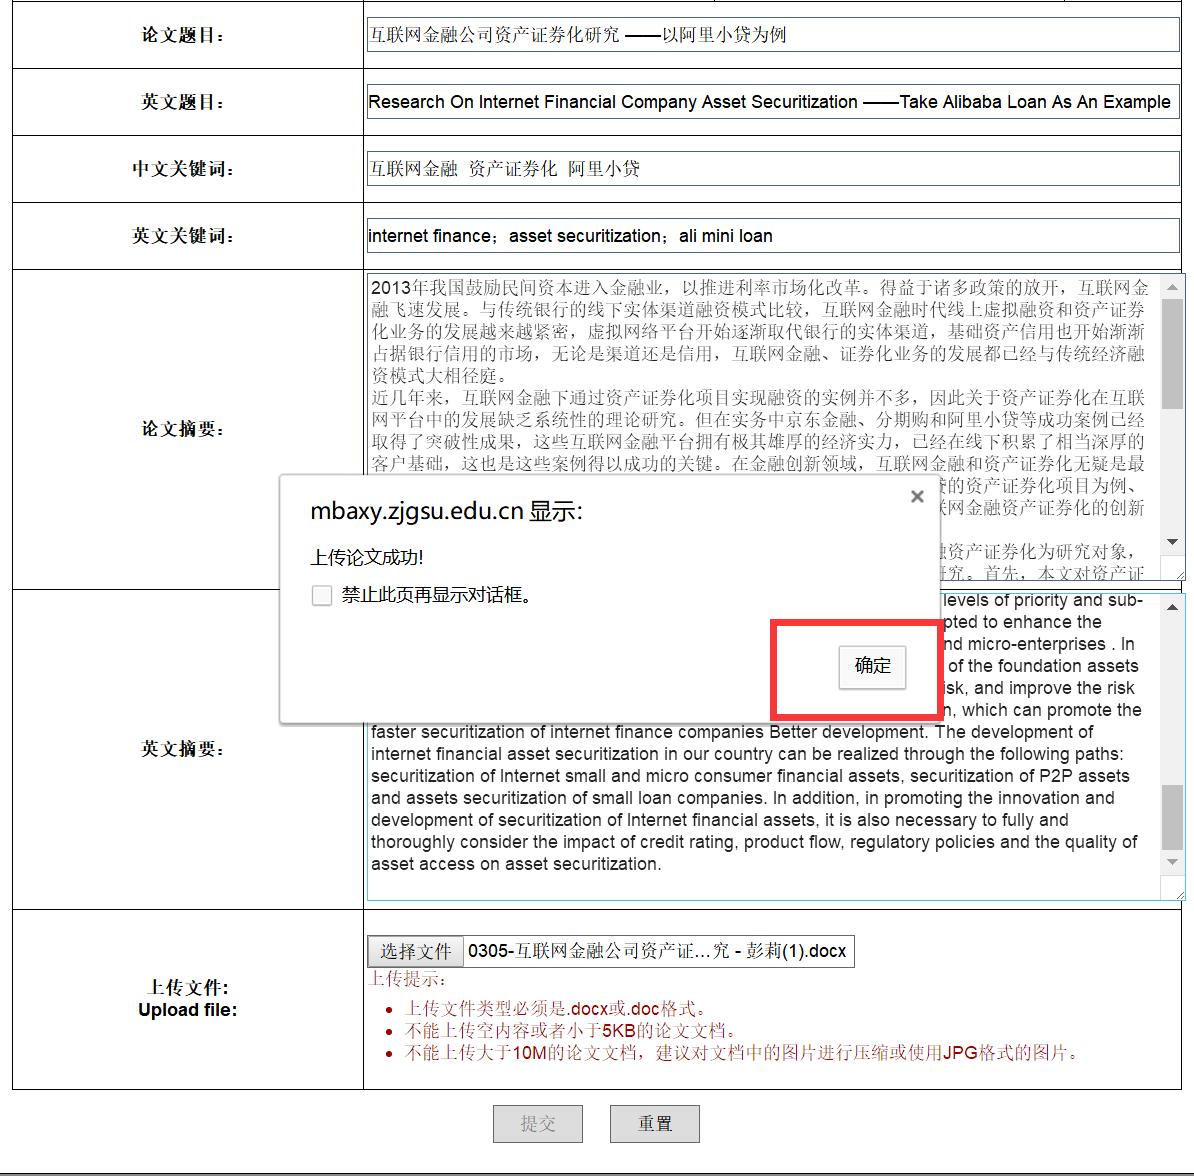 论文题目：
互联网金融公司资产证券化研究 ——以阿里小贷为例
英文题目：
Research On Internet Financial Company Asset Securitization ——Take Alibaba Loan As An Example
中文关键词：
互联网金融 资产证券化 阿里小贷
英文关键词：
internet finance；asset securitization；ali mini loan
论文摘要：
2013年我国鼓励民间资本进入金融业，以推进利率市场化改革。得益于诸多政策的放开，互联网金
融飞速发展。与传统银行的线下实体渠道融资模式比较，互联网金融时代线上虚拟融资和资产证券
化业务的发展越来越紧密，虚拟网络平台开始逐渐取代银行的实体渠道，基础资产信用也开始渐渐
占据银行信用的市场，无论是渠道还是信用，互联网金融、证券化业务的发展都已经与传统经济融
资模式大相径庭。
近几年来，互联网金融下通过资产证券化项目实现融资的实例并不多，因此关于资产证券化在互联
网平台中的发展缺乏系统性的理论研究。但在实务中京东金融、分期购和阿里小贷等成功案例已经
取得了突破性成果，这些互联网金融平台拥有极其雄厚的经济实力，已经在线下积累了相当深厚的
客户基础，这也是这些案例得以成功的关键。在金融创新领域，互联网金融和资产证券化无疑是最
贷的资产证券化项目为例、
联网金融资产证券化的创新
融资产证券化为研究对象，
研究。首先，本文对资产证
mbaxy.zjgsu.edu.cn 显示:
上传论文成功!
禁止此页再显示对话框。
确定
英文摘要：
levels of priority and sub-
pted to enhance the
nd micro-enterprises . In
of the foundation assets
isk, and improve the risk
n, which can promote the
faster securitization of internet finance companies Better development. The development of
internet financial asset securitization in our country can be realized through the following paths:
securitization of Internet small and micro consumer financial assets, securitization of P2P assets
and assets securitization of small loan companies. In addition, in promoting the innovation and
development of securitization of Internet financial assets, it is also necessary to fully and
thoroughly consider the impact of credit rating, product flow, regulatory policies and the quality of
asset access on asset securitization.
上传文件:
Upload file:
选择文件 0305-互联网金融公司资产证...究 - 彭莉(1).docx
上传提示：
上传文件类型必须是.docx或.doc格式。
不能上传空内容或者小于5KB的论文文档。
不能上传大于10M的论文文档，建议对文档中的图片进行压缩或使用JPG格式的图片。
提交 重置